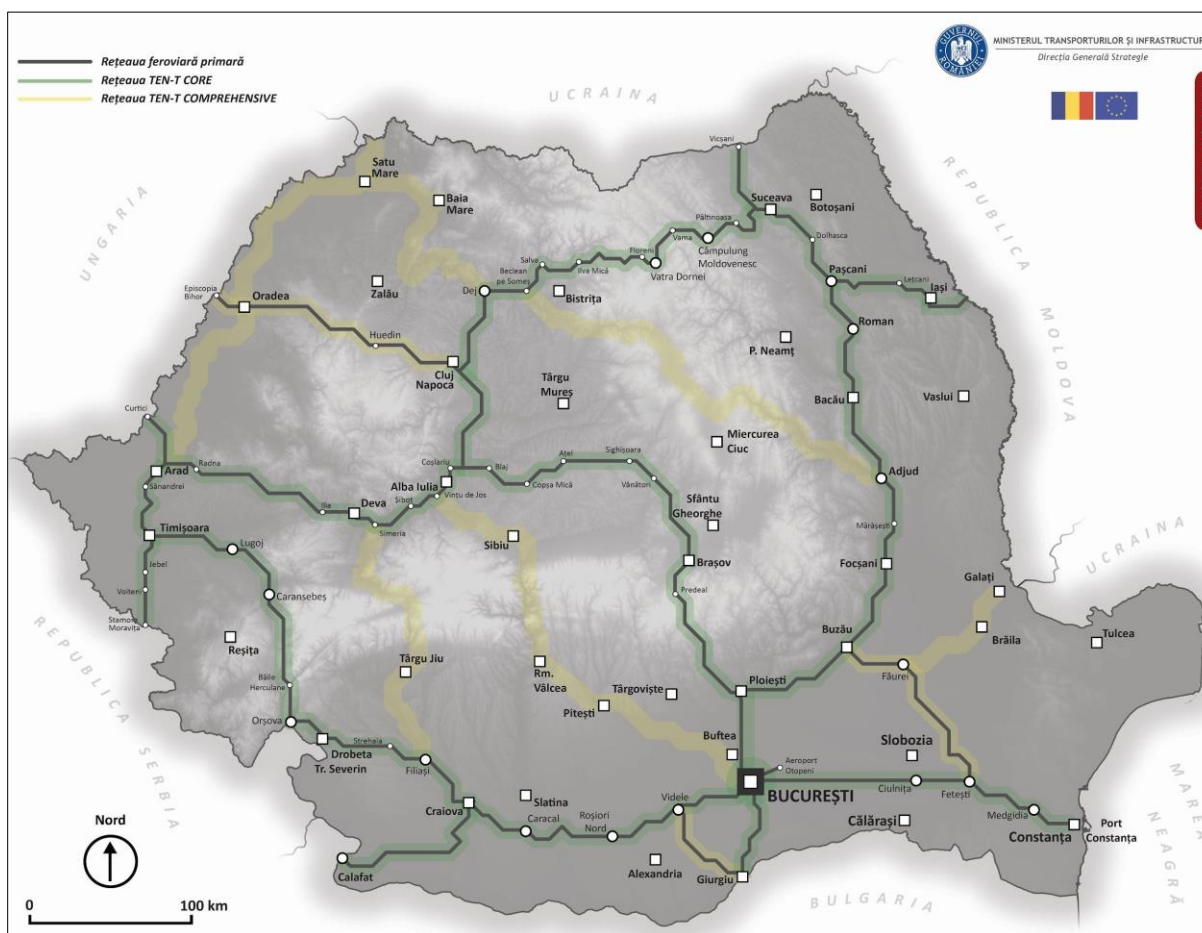 Rețeaua feroviară primară
Rețeaua TEN-T CORE
Rețeaua TEN-T COMPREHENSIVE
GUVERNUL ROMÂNIEI
MINISTERUL TRANSPORTURILOR ȘI INFRASTRUCTUR
Direcția Generală Strategie
UCRAINA
UNGARIA
REPUBLICA MOLDOVA
Vicșani
Satu
Mare
Baia
Mare
Suceava
Botoșani
Păltinoasa
Vama
Câmpulung
Moldovenesc
Dolhasca
Floreni
Vatra Dornei
Ilva Mică
Salva
Beclean
pe Someș
Dej
Bistrița
Zalău
Episcopia
Bihor
Oradea
Huedin
Cluj
Napoca
Pașcani
Lețcani
Iași
Roman
P. Neamț
Târgu
Mureș
Bacău
Vaslui
Miercurea
Ciuc
Adjud
Curtici
Arad
Radna
Sânandrei
Coșlariu
Blaj
Copșa Mică
Ațel
Sighișoara
Vânători
Alba Iulia
Vințu de Jos
Șibot
Simeria
Deva
Ilia
Sfântu
Gheorghe
Mărășești
Timișoara
Lugoj
Jebel
Voiteni
Stamora
Moravița
Caransebeș
Sibiu
Brașov
Predeal
Focșani
UCRAINA
Galați
Brăila
Tulcea
Reșița
Târgu Jiu
Rm.
Vâlcea
Târgoviște
Pitești
Ploiești
Buzău
Făurei
Băile
Herculane
Orșova
REPUBLICA SERBIA
Drobeta
Tr. Severin
Strehaia
Filiași
Buftea
Aeroport
Otopeni
BUCUREȘTI
Slobozia
Ciulnița
Fetești
Medgidia
Constanța
Port
Constanța
MAREA NEAGRĂ
Craiova
Slatina
Caracal
Roșiori
Nord
Videle
Călărași
Alexandria
Giurgiu
Calafat
BULGARIA
Nord
0 100 km